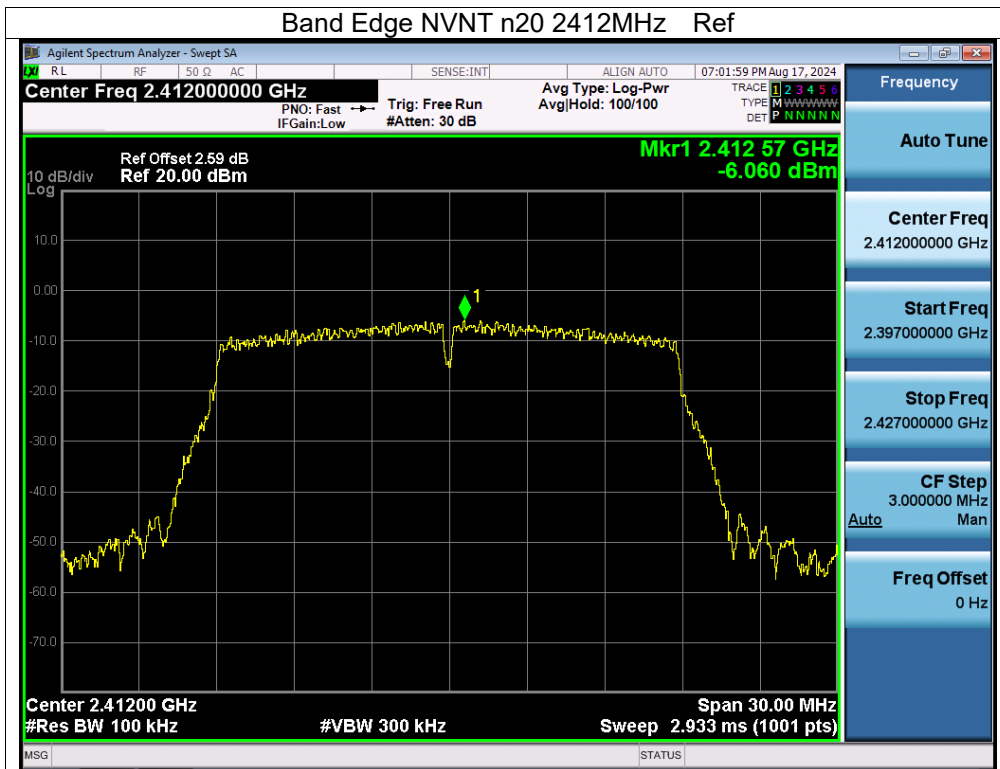 Band Edge NVNT n20 2412MHz Ref
Agilent Spectrum Analyzer - Swept SA
LXI RL RF 50 Ω AC SENSE:INT ALIGN AUTO 07:01:59 PM Aug 17, 2024
Center Freq 2.412000000 GHz
PNO: Fast
IFGain:Low
Trig: Free Run
#Atten: 30 dB
Avg Type: Log-Pwr
Avg|Hold: 100/100
TRACE 1 2 3 4 5 6
TYPE M WWWWW
DET P N N N N N
Frequency
Auto Tune
Center Freq
2.412000000 GHz
Start Freq
2.397000000 GHz
Stop Freq
2.427000000 GHz
CF Step
3.000000 MHz
Auto Man
Freq Offset
0 Hz
Mkr1 2.412 57 GHz
-6.060 dBm
Ref Offset 2.59 dB
10 dB/div Ref 20.00 dBm
Log
10.0
0.00
-10.0
-20.0
-30.0
-40.0
-50.0
-60.0
-70.0
1
Center 2.41200 GHz Span 30.00 MHz
#Res BW 100 kHz #VBW 300 kHz Sweep 2.933 ms (1001 pts)
MSG STATUS